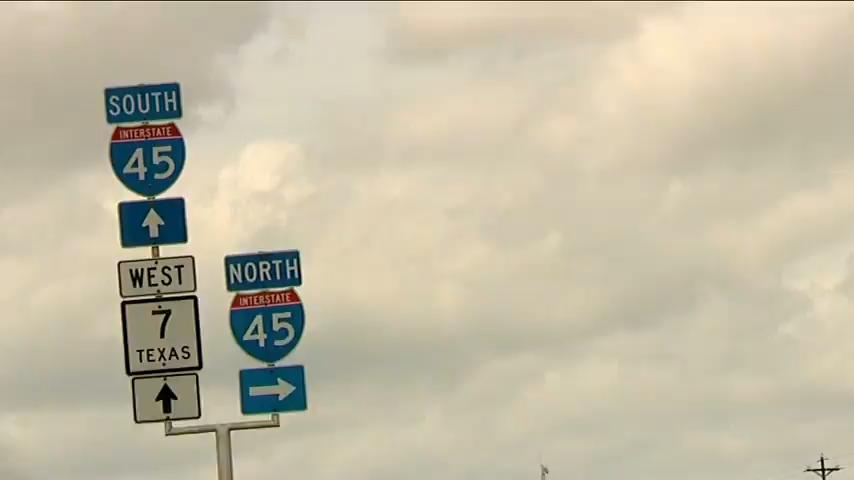 SOUTH
INTERSTATE
45
WEST
7
TEXAS
NORTH
INTERSTATE
45